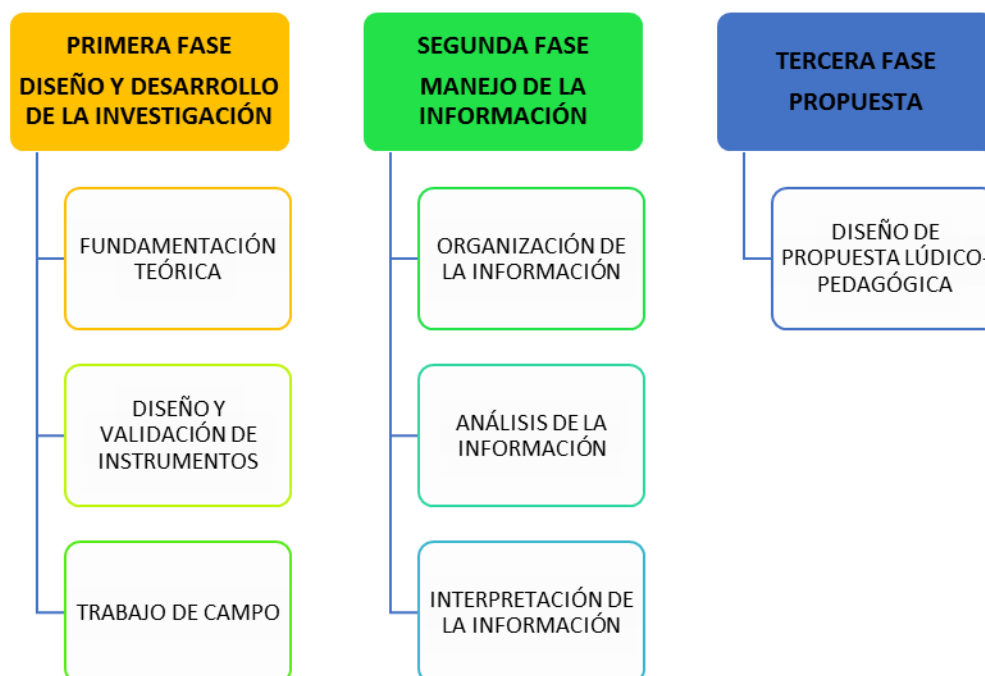 PRIMERA FASE
DISEÑO Y DESARROLLO
DE LA INVESTIGACIÓN
FUNDAMENTACIÓN
TEÓRICA
DISEÑO Y
VALIDACIÓN DE
INSTRUMENTOS
TRABAJO DE CAMPO
SEGUNDA FASE
MANEJO DE LA
INFORMACIÓN
ORGANIZACIÓN DE
LA INFORMACIÓN
ANÁLISIS DE LA
INFORMACIÓN
INTERPRETACIÓN DE
LA INFORMACIÓN
TERCERA FASE
PROPUESTA
DISEÑO DE
PROPUESTA LÚDICO-
PEDAGÓGICA